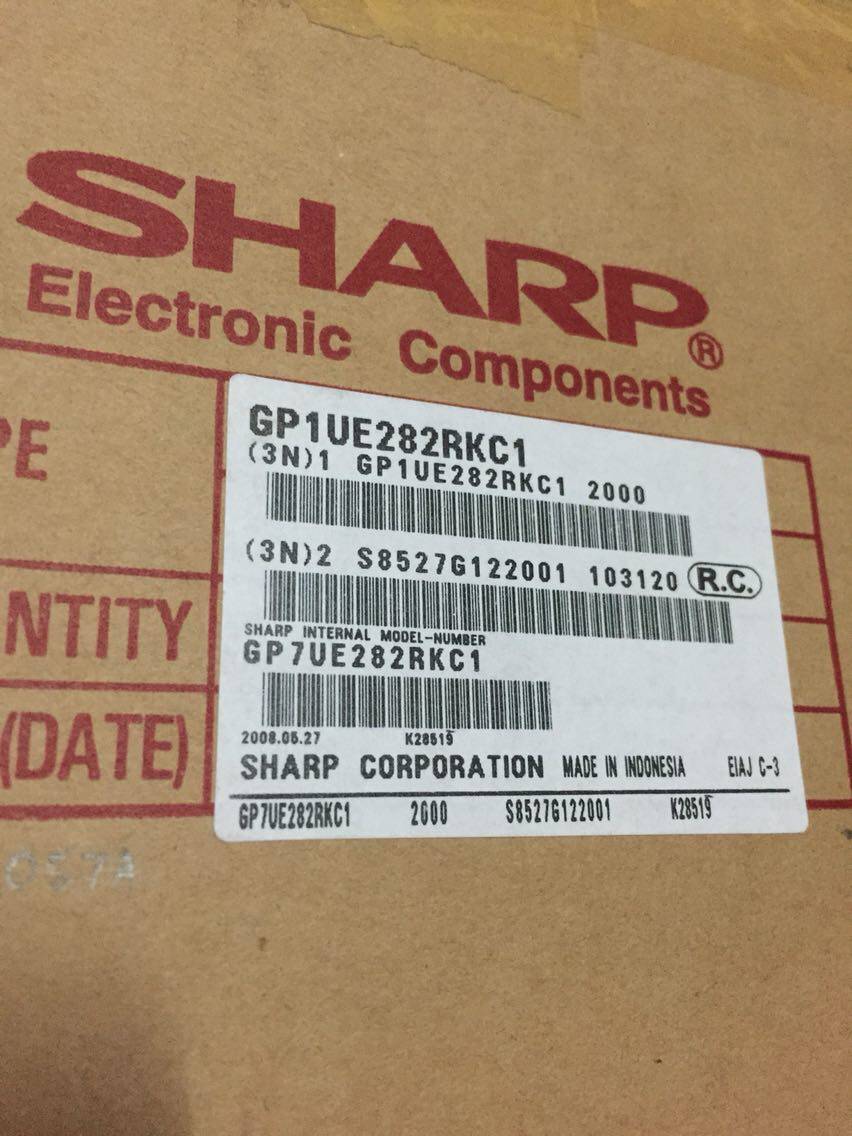 SHARP®
Electronic Components
PE
NTITY
(DATE)
GP1UE282RKC1
(3N)1 GP1UE282RKC1 2000
(3N)2 S8527G122001 103120 R.C.
SHARP INTERNAL MODEL-NUMBER
GP7UE282RKC1
2008.05.27 K28519
SHARP CORPORATION MADE IN INDONESIA EIAJ C-3
GP7UE282RKC1 2000 S8527G122001 K28519